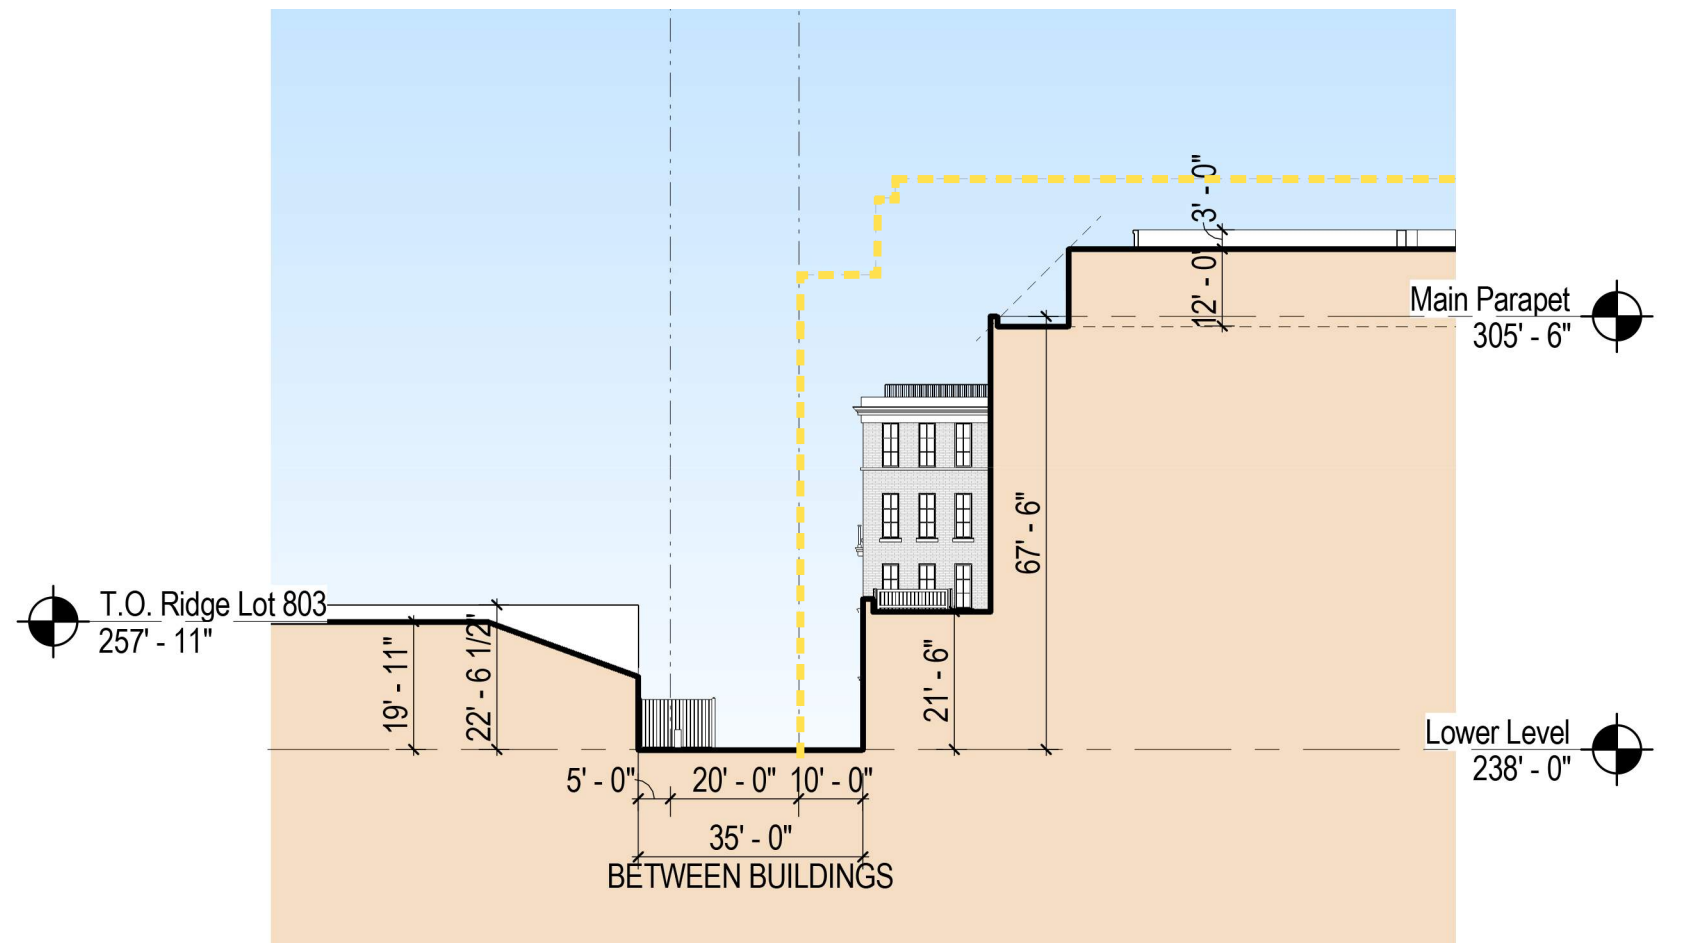 3' - 0"
12' - 0"
Main Parapet
305' - 6"
67' - 6"
T.O. Ridge Lot 803
257' - 11"
19' - 11"
22' - 6 1/2"
21' - 6"
Lower Level
238' - 0"
5' - 0"
20' - 0"
10' - 0"
35' - 0"
BETWEEN BUILDINGS